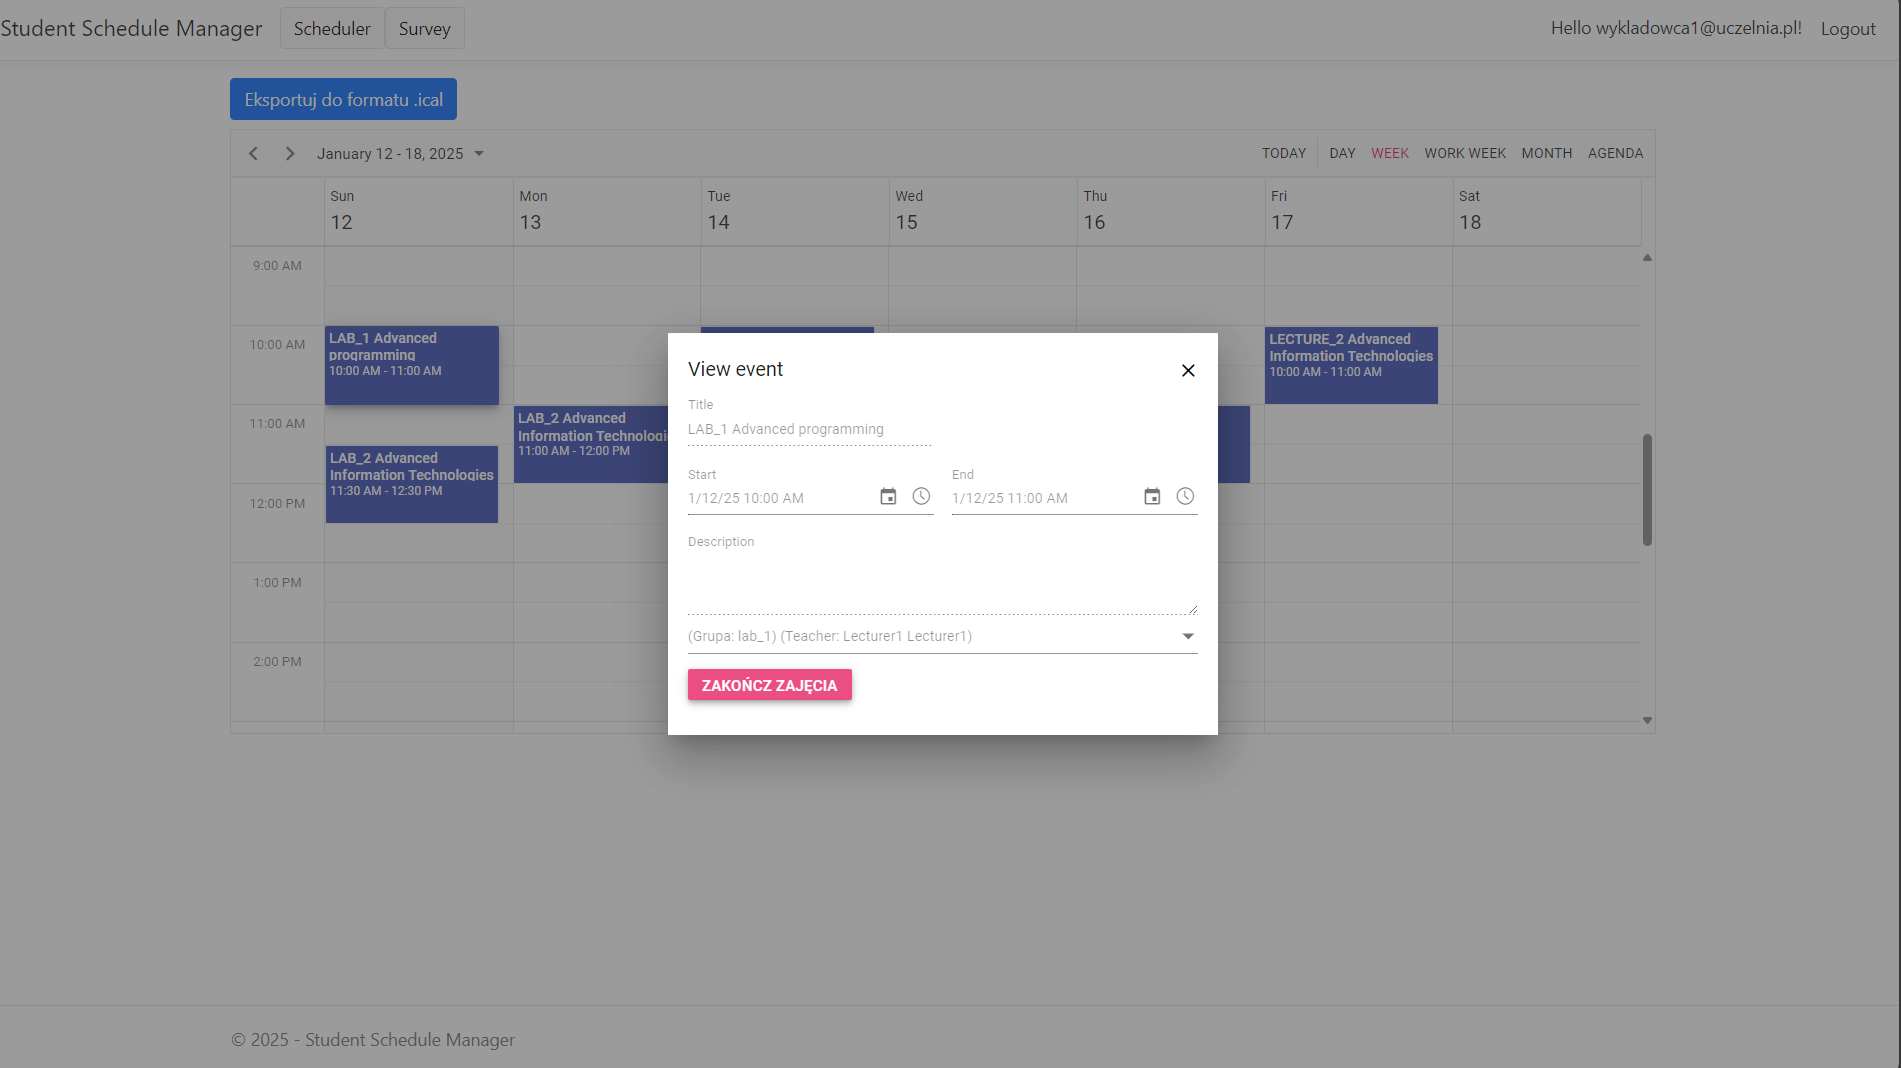 Student Schedule Manager
Scheduler
Survey
Hello wykladowca1@uczelnia.pl!
Logout
Eksportuj do formatu .ical
January 12 - 18, 2025
TODAY
DAY
WEEK
WORK WEEK
MONTH
AGENDA
Sun
12
Mon
13
Tue
14
Wed
15
Thu
16
Fri
17
Sat
18
9:00 AM
10:00 AM
11:00 AM
12:00 PM
1:00 PM
2:00 PM
LAB_1 Advanced
programming
10:00 AM - 11:00 AM
LAB_2 Advanced
Information Technologies
11:30 AM - 12:30 PM
LAB_2 Advanced
Information Technologi
11:00 AM - 12:00 PM
LECTURE_2 Advanced
Information Technologies
10:00 AM - 11:00 AM
View event
Title
LAB_1 Advanced programming
Start
1/12/25 10:00 AM
End
1/12/25 11:00 AM
Description
(Grupa: lab_1) (Teacher: Lecturer1 Lecturer1)
ZAKOŃCZ ZAJĘCIA
© 2025 - Student Schedule Manager